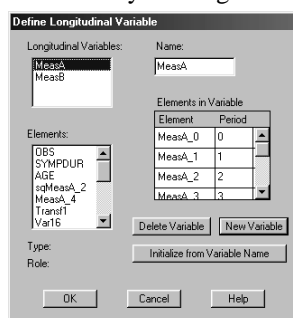 Define Longitudinal Variable
Longitudinal Variables:
MeasA
MeasB
Name:
MeasA
Elements in Variable
Element Period
MeasA_0 0
MeasA_1 1
MeasA_2 2
MeasA_3 3
Elements:
OBS
SYMPDUR
AGE
sqMeasA_2
MeasA_4
Transf1
Var16
Delete Variable New Variable
Initialize from Variable Name
Type:
Role:
OK Cancel Help